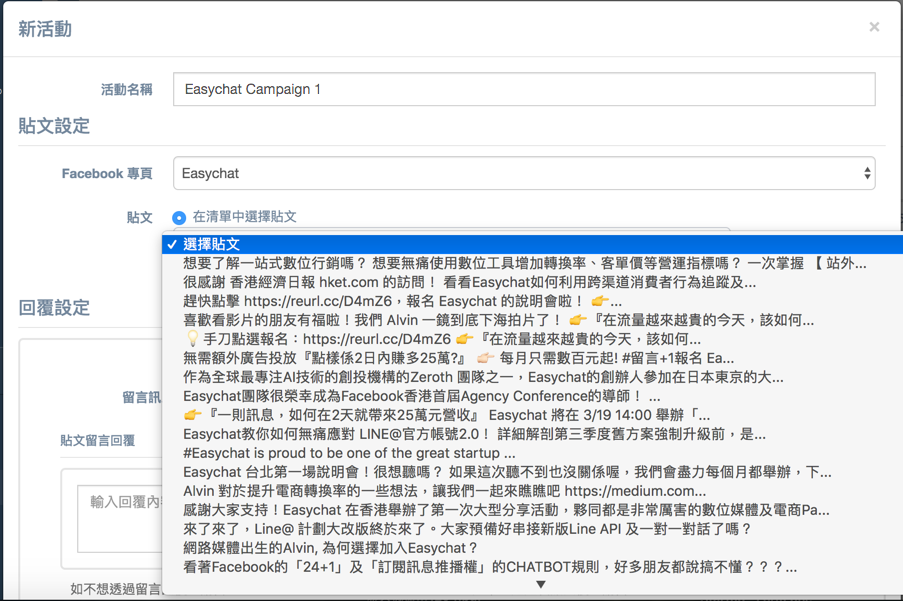 新活動
×
活動名稱
Easychat Campaign 1
貼文設定
Facebook 專頁
Easychat
貼文
在清單中選擇貼文
✓ 選擇貼文
想要了解一站式數位行銷嗎？ 想要無痛使用數位工具增加轉換率、客單價等營運指標嗎？ 一次掌握 【 站外...
很感謝 香港經濟日報 hket.com 的訪問！ 看看Easychat如何利用跨渠道消費者行為追蹤及...
趕快點擊 https://reurl.cc/D4mZ6，報名 Easychat 的說明會啦！ 👉...
喜歡看影片的朋友有福啦！我們 Alvin 一鏡到底下海拍片了！ 👉『在流量越來越貴的今天，該如何...
💡手刀點選報名：https://reurl.cc/D4mZ6 👉『在流量越來越貴的今天，該如何...
無需額外廣告投放『點樣係2日內賺多25萬?』 👉🏻 每月只需數百元起! #留言+1報名 Ea...
作為全球最專注AI技術的創投機構的Zeroth 團隊之一，Easychat的創辦人參加在日本東京的大...
Easychat團隊很榮幸成為Facebook香港首屆Agency Conference的導師！ ...
👉『一則訊息，如何在2天就帶來25萬元營收』 Easychat 將在 3/19 14:00 舉辦「...
Easychat教你如何無痛應對 LINE@官方帳號2.0！ 詳細解剖第三季度舊方案強制升級前，是...
#Easychat is proud to be one of the great startup ...
Easychat 台北第一場說明會！很想聽嗎？ 如果這次聽不到也沒關係喔，我們會盡力每個月都舉辦，下...
Alvin 對於提升電商轉換率的一些想法，讓我們一起來瞧瞧吧 https://medium.com...
感謝大家支持！Easychat 在香港舉辦了第一次大型分享活動，夥同都是非常厲害的數位媒體及電商Pa...
來了來了，Line@ 計劃大改版終於來了。大家預備好串接新版Line API 及一對一對話了嗎？
網路媒體出生的Alvin, 為何選擇加入Easychat？
看著Facebook的「24+1」及「訂閱訊息推播權」的CHATBOT規則，好多朋友都說搞不懂？？？...
回覆設定
留言訊
貼文留言回覆
輸入回覆內
如不想透過留言